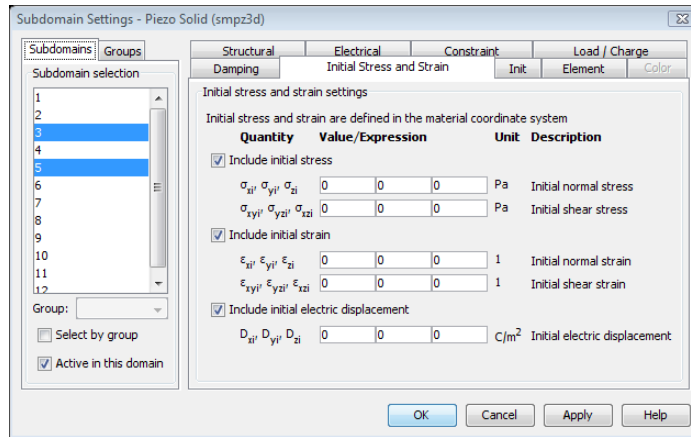 Subdomain Settings - Piezo Solid (smpz3d)
Subdomains Groups
Subdomain selection
1
2
3
4
5
6
7
8
9
10
11
12
Group:
Select by group
Active in this domain
Structural Electrical Constraint Load / Charge
Damping Initial Stress and Strain Init Element Color
Initial stress and strain settings
Initial stress and strain are defined in the material coordinate system
Quantity Value/Expression Unit Description
Include initial stress
σxi, σyi, σzi 0 0 0 Pa Initial normal stress
σxyi, σyzi, σxzi 0 0 0 Pa Initial shear stress
Include initial strain
εxi, εyi, εzi 0 0 0 1 Initial normal strain
εxyi, εyzi, εxzi 0 0 0 1 Initial shear strain
Include initial electric displacement
Dxi, Dyi, Dzi 0 0 0 C/m² Initial electric displacement
OK Cancel Apply Help